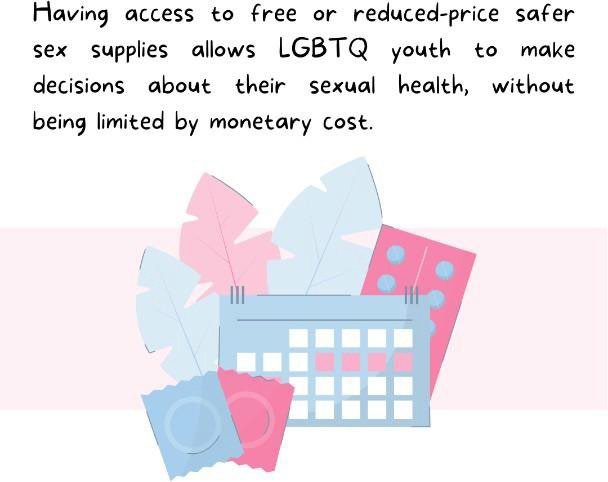 Having access to free or reduced-price safer
sex supplies allows LGBTQ youth to make
decisions about their sexual health, without
being limited by monetary cost.